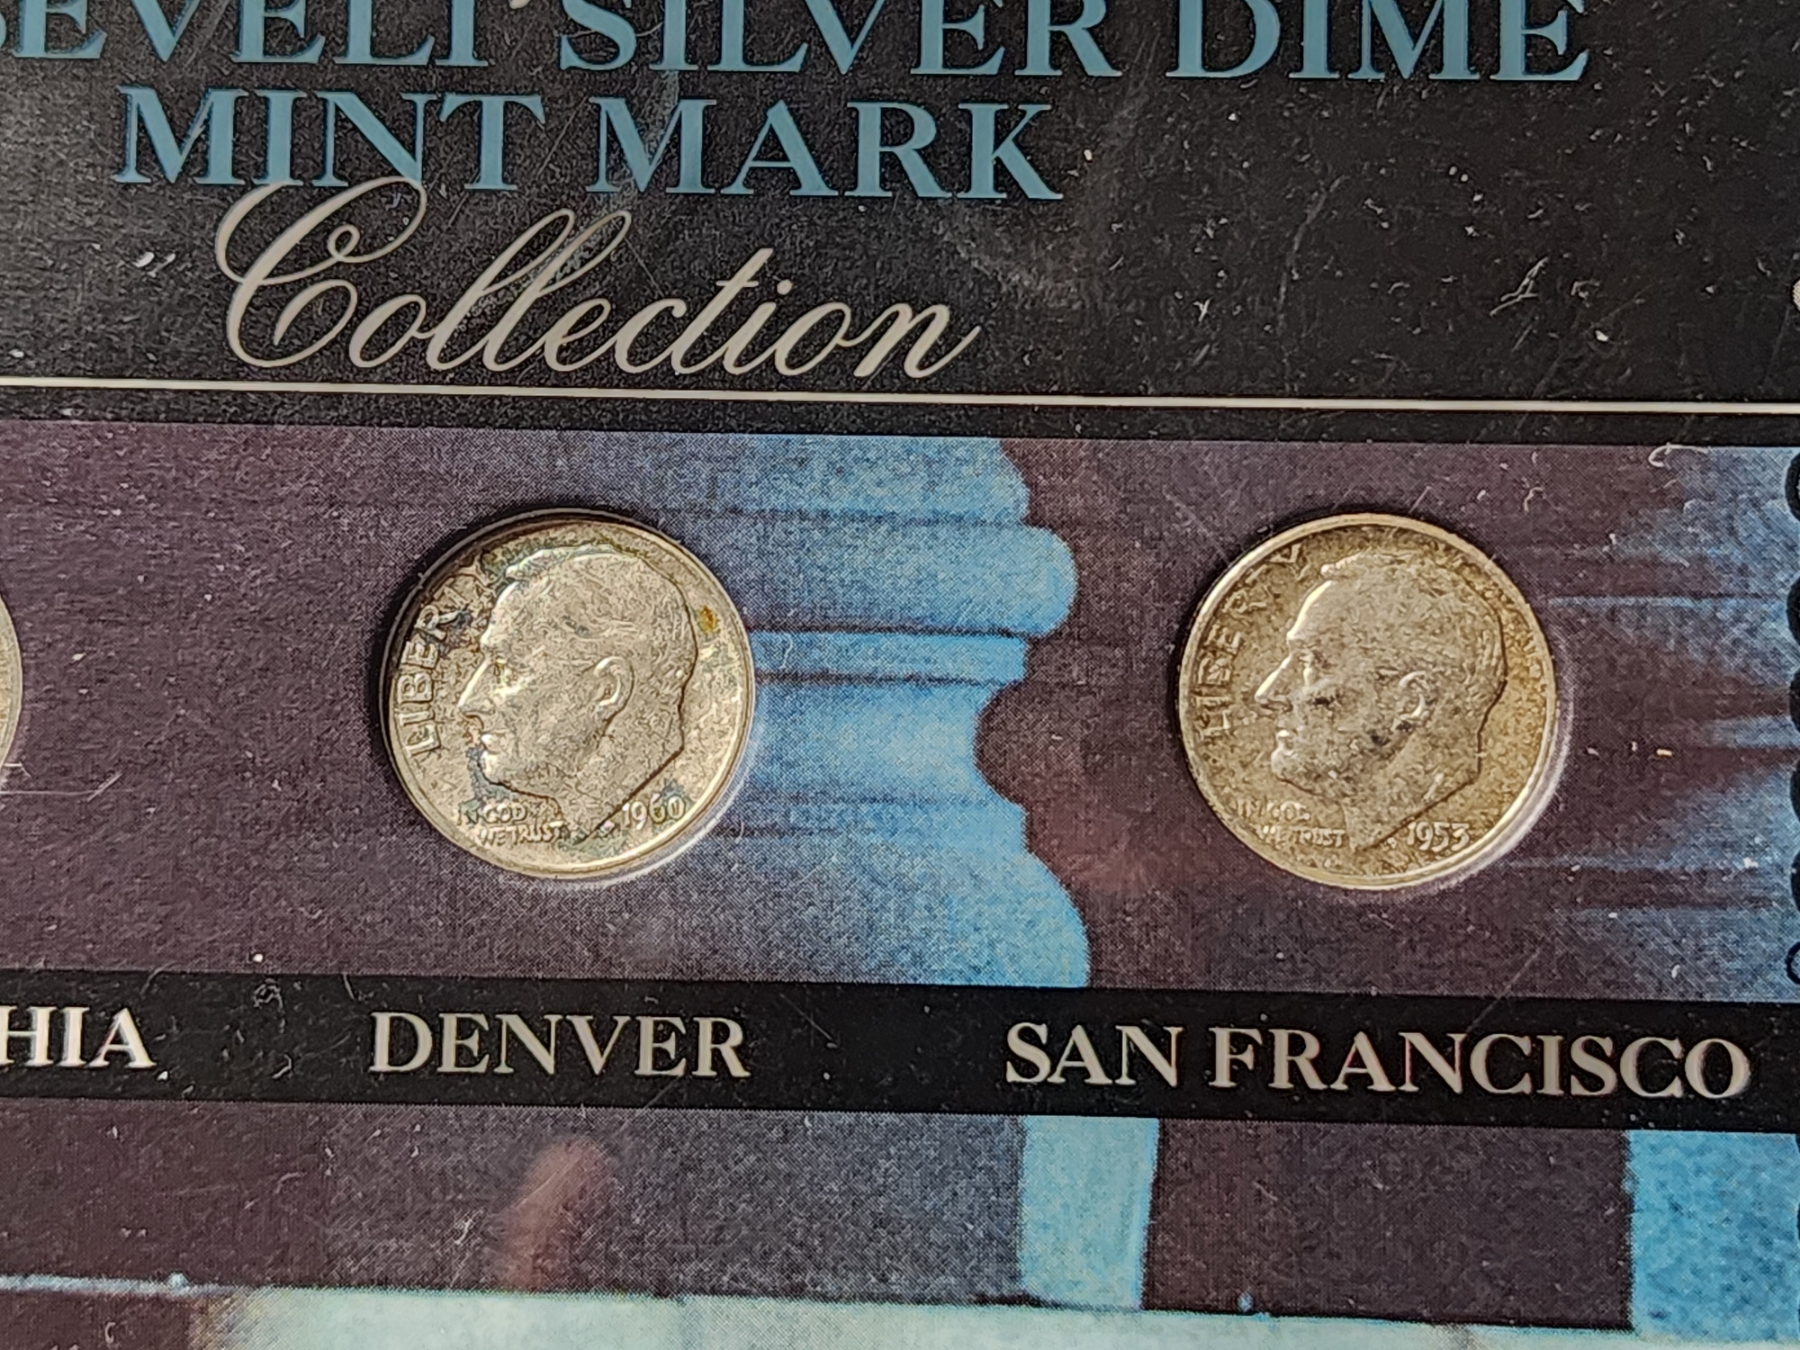 EVELT SILVER DIME
MINT MARK
Collection
LIBERTY
IN GOD
WE TRUST
1960
LIBERTY
IN GOD
WE TRUST
1953
HIA
DENVER
SAN FRANCISCO